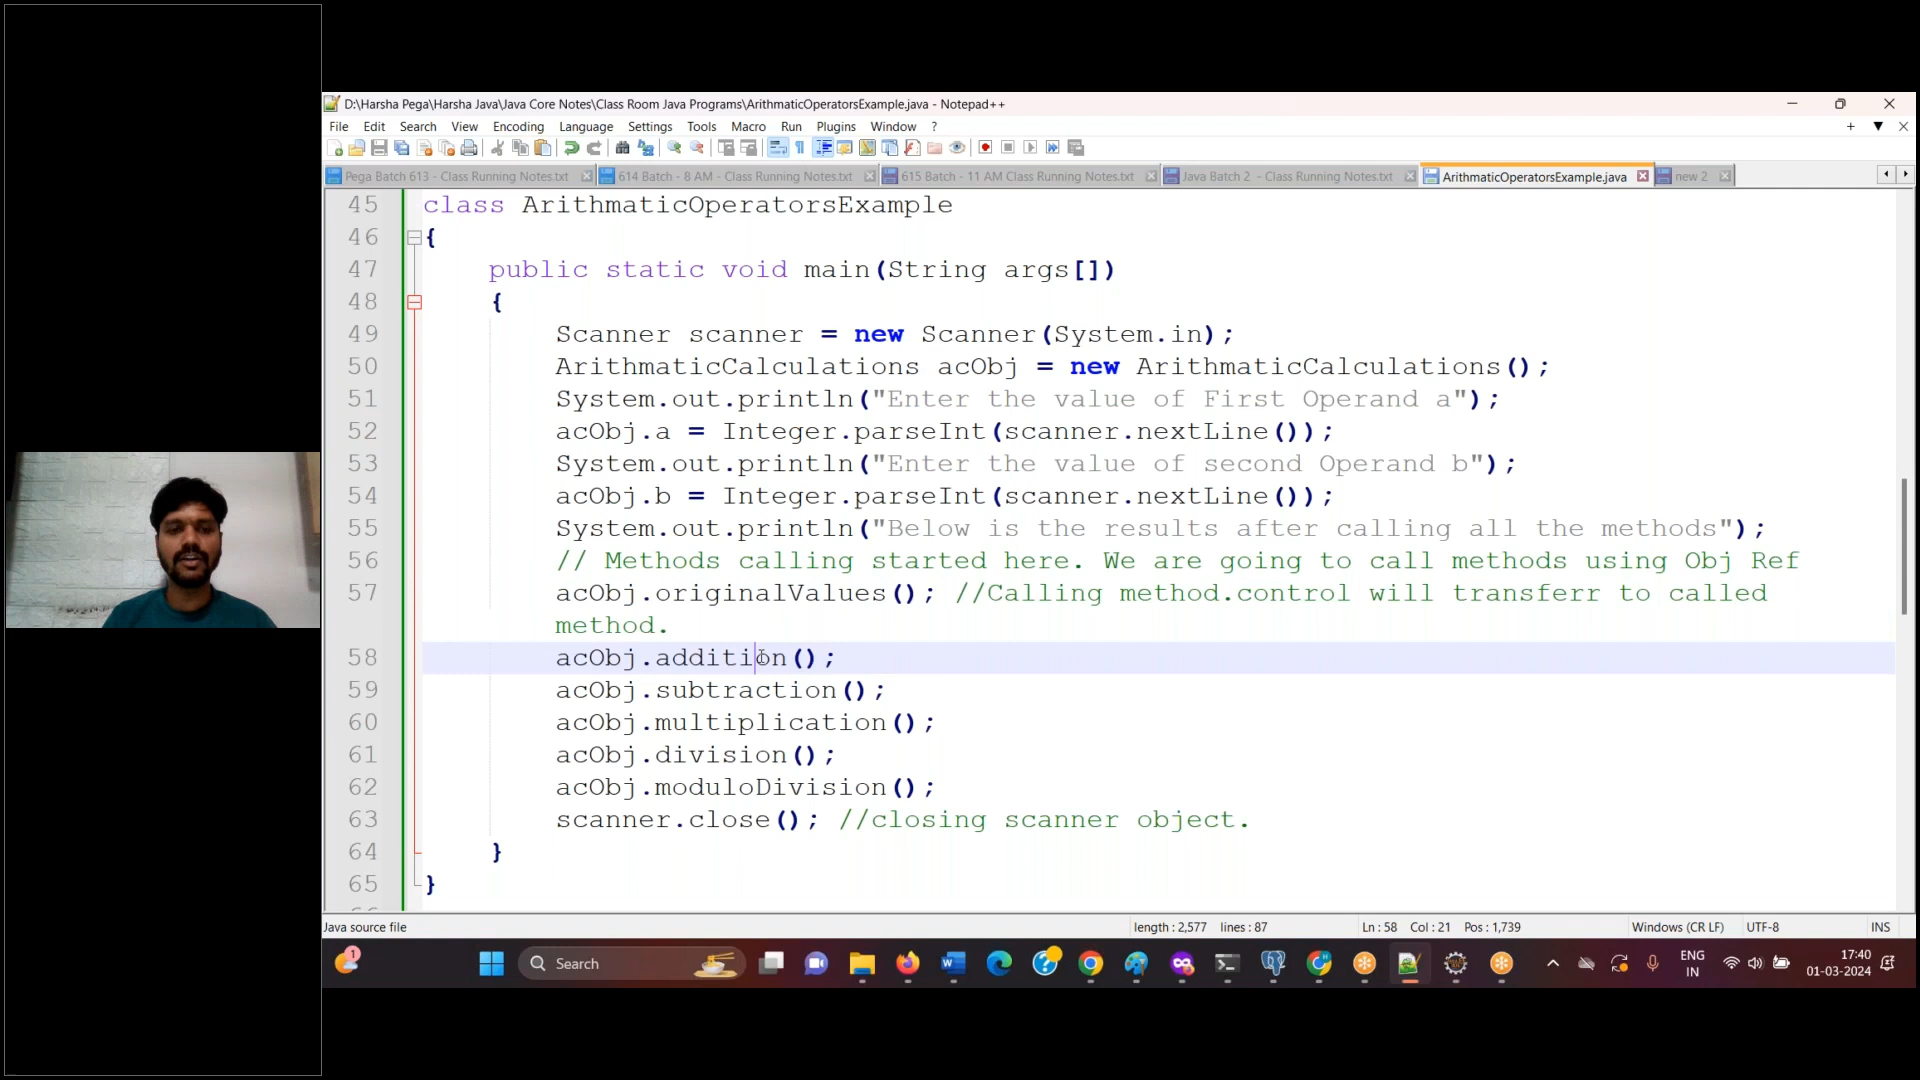 D:\Harsha Pega\Harsha Java\Java Core Notes\Class Room Java Programs\ArithmaticOperatorsExample.java - Notepad++
File Edit Search View Encoding Language Settings Tools Macro Run Plugins Window ?
Pega Batch 613 - Class Running Notes.txt 614 Batch - 8 AM - Class Running Notes.txt 615 Batch - 11 AM Class Running Notes.txt Java Batch 2 - Class Running Notes.txt ArithmaticOperatorsExample.java new 2
45 class ArithmaticOperatorsExample
46 {
47 public static void main(String args[])
48 {
49 Scanner scanner = new Scanner(System.in);
50 ArithmaticCalculations acObj = new ArithmaticCalculations();
51 System.out.println("Enter the value of First Operand a");
52 acObj.a = Integer.parseInt(scanner.nextLine());
53 System.out.println("Enter the value of second Operand b");
54 acObj.b = Integer.parseInt(scanner.nextLine());
55 System.out.println("Below is the results after calling all the methods");
56 // Methods calling started here. We are going to call methods using Obj Ref
57 acObj.originalValues(); //Calling method.control will transferr to called
method.
58 acObj.addition();
59 acObj.subtraction();
60 acObj.multiplication();
61 acObj.division();
62 acObj.moduloDivision();
63 scanner.close(); //closing scanner object.
64 }
65 }
Java source file length : 2,577 lines : 87 Ln : 58 Col : 21 Pos : 1,739 Windows (CR LF) UTF-8 INS
1 Search ENG IN 17:40
01-03-2024